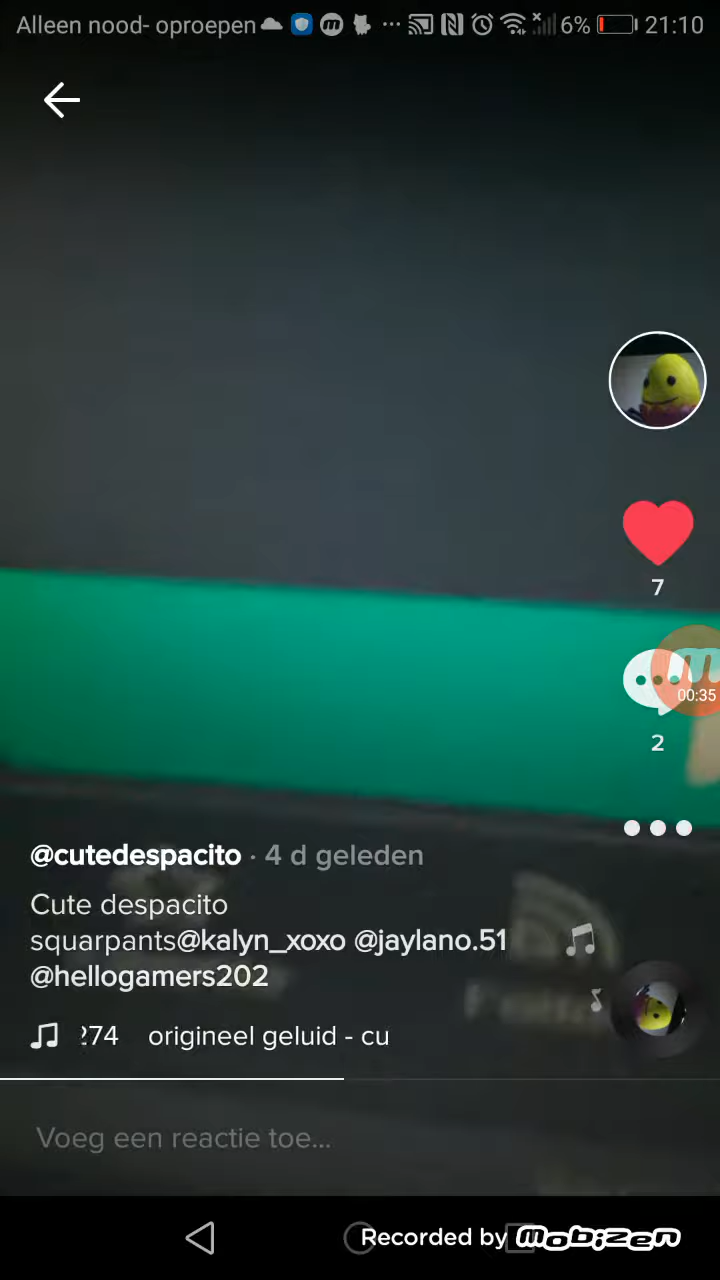 Alleen nood- oproepen 6% 21:10
7
00:35
2
@cutedespacito · 4 d geleden
Cute despacito
squarpants@kalyn_xoxo @jaylano.51
@hellogamers202
274 origineel geluid - cu
Voeg een reactie toe...
Recorded by mobizen